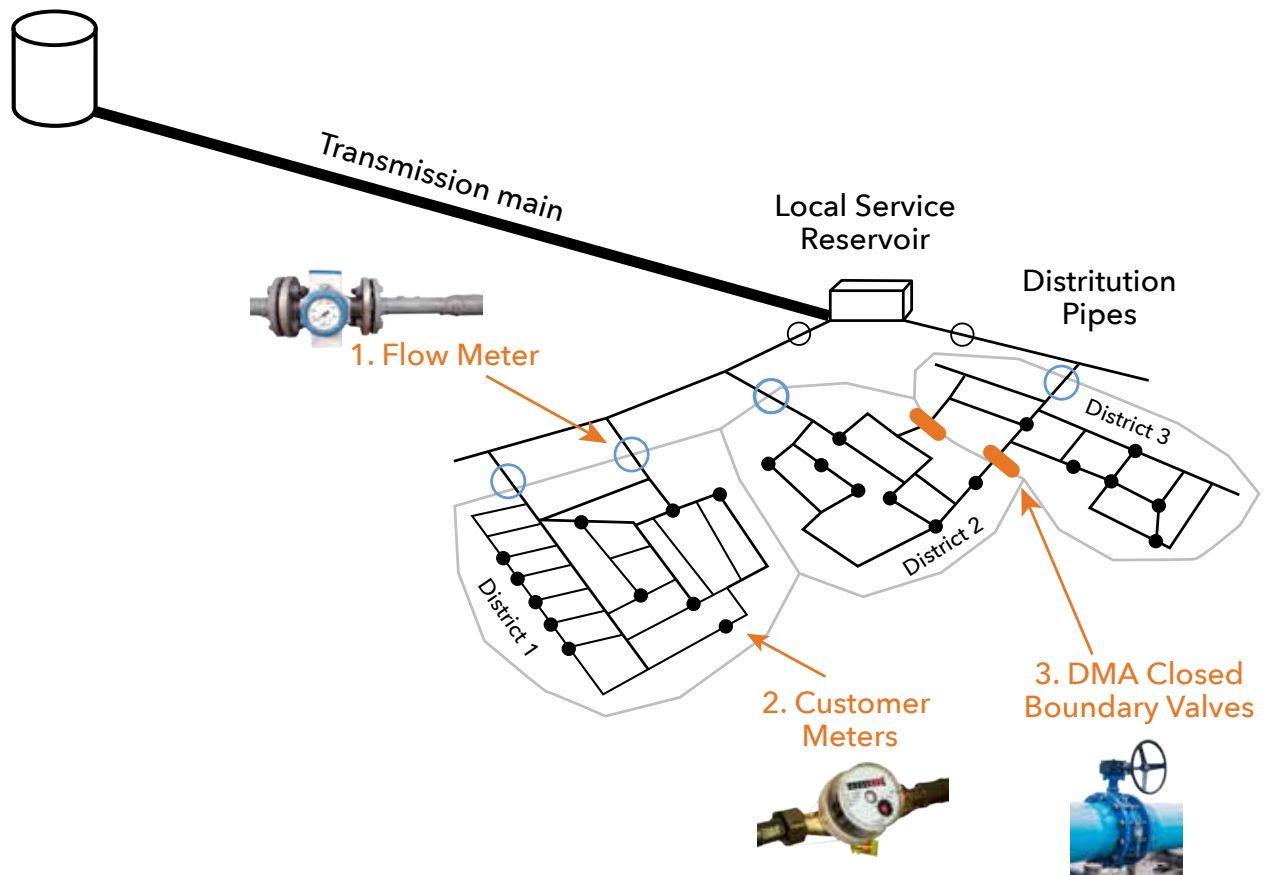 Transmission main
Local Service
Reservoir
Distritution
Pipes
1. Flow Meter
District 3
District 2
District 1
2. Customer
Meters
3. DMA Closed
Boundary Valves